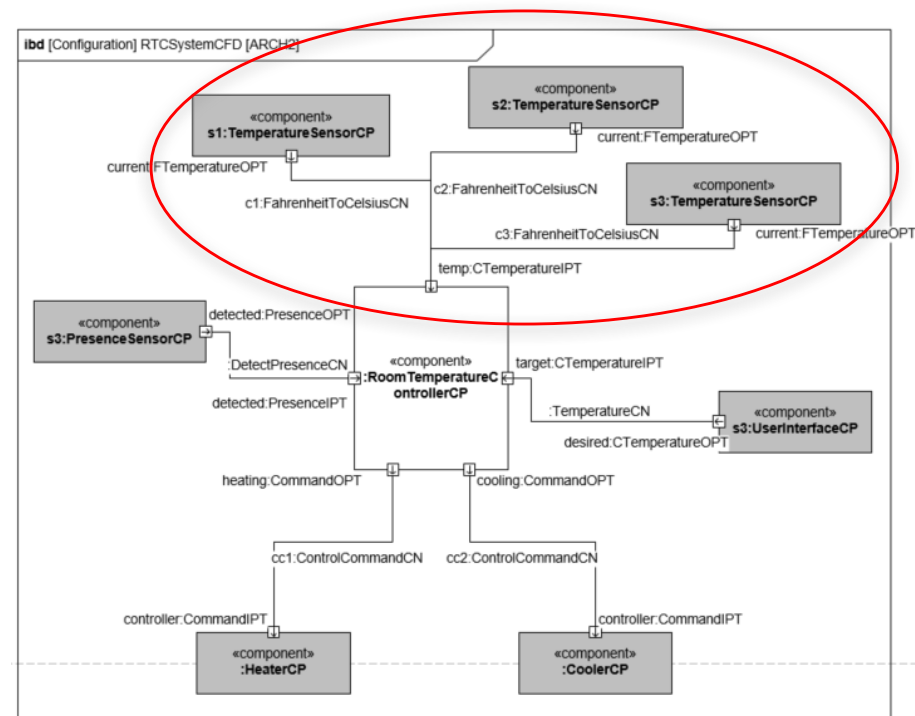 ibd [Configuration] RTCSystemCFD [ARCH2]
«component»
s2:TemperatureSensorCP
«component»
s1:TemperatureSensorCP
current:FTemperatureOPT
current:FTemperatureOPT
c2:FahrenheitToCelsiusCN
«component»
s3:TemperatureSensorCP
c1:FahrenheitToCelsiusCN
c3:FahrenheitToCelsiusCN
current:FTemperatureOPT
temp:CTemperatureIPT
detected:PresenceOPT
«component»
s3:PresenceSensorCP
:DetectPresenceCN
«component»
:RoomTemperatureC
ontrollerCP
target:CTemperatureIPT
detected:PresenceIPT
:TemperatureCN
«component»
s3:UserInterfaceCP
desired:CTemperatureOPT
heating:CommandOPT
cooling:CommandOPT
cc1:ControlCommandCN
cc2:ControlCommandCN
controller:CommandIPT
controller:CommandIPT
«component»
:HeaterCP
«component»
:CoolerCP